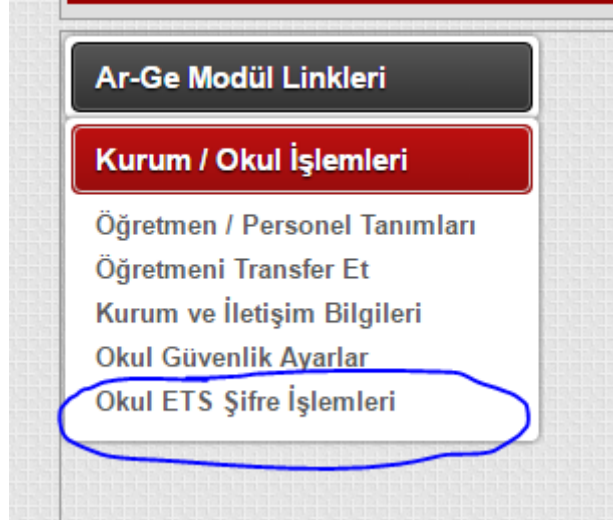 Ar-Ge Modül Linkleri
Kurum / Okul İşlemleri
Öğretmen / Personel Tanımları
Öğretmeni Transfer Et
Kurum ve İletişim Bilgileri
Okul Güvenlik Ayarlar
Okul ETS Şifre İşlemleri